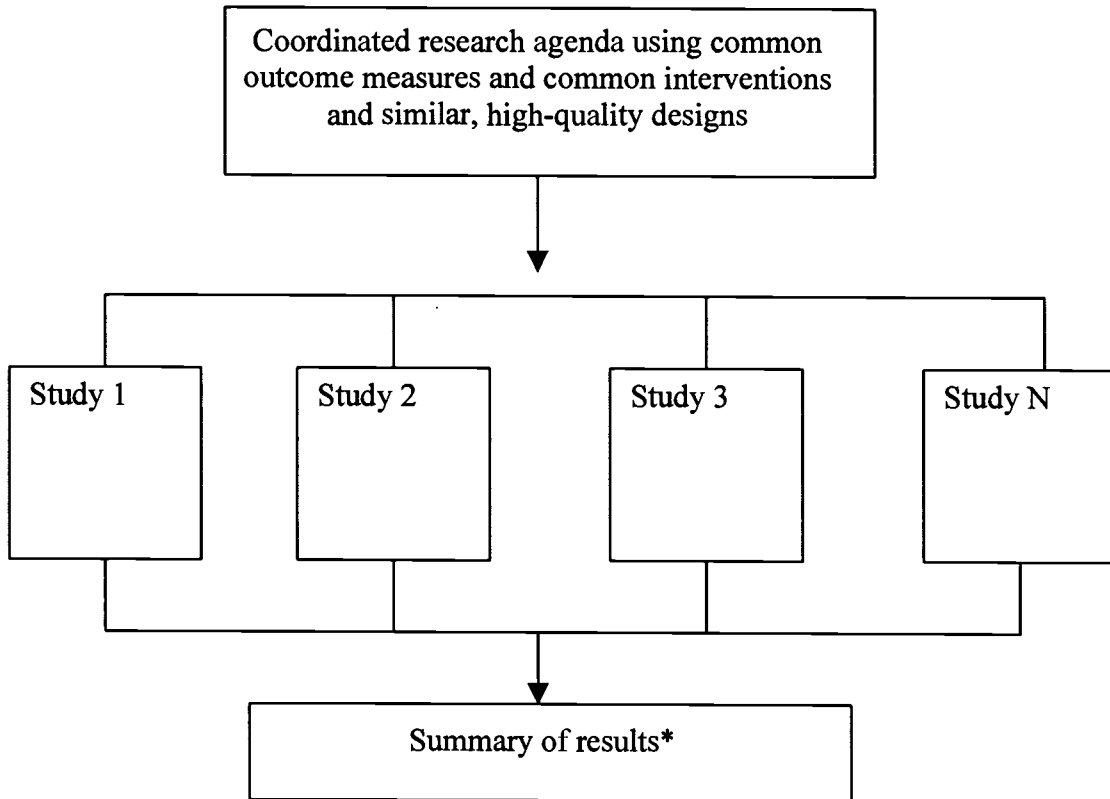 Coordinated research agenda using common
outcome measures and common interventions
and similar, high-quality designs
Study 1
Study 2
Study 3
Study N
Summary of results*